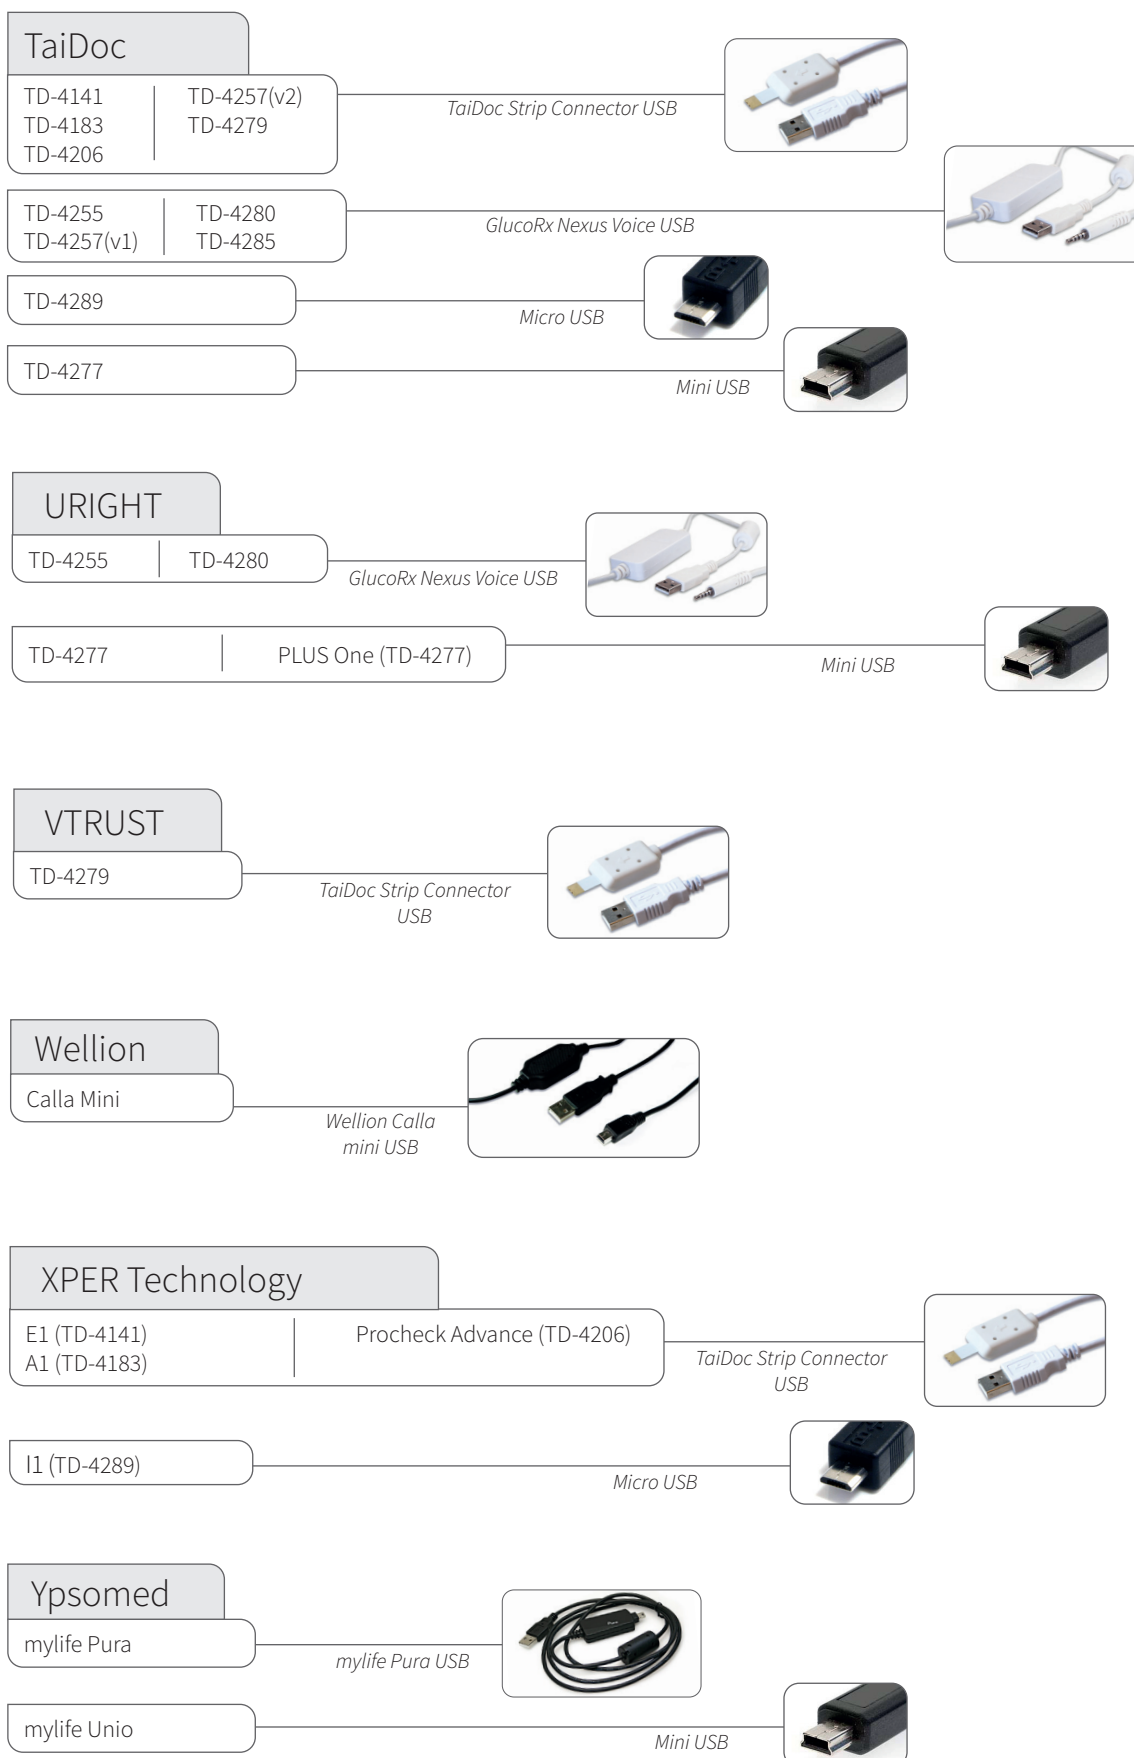 TaiDoc
TD-4141 TD-4257(v2)
TD-4183 TD-4279
TD-4206
TaiDoc Strip Connector USB
TD-4255 TD-4280
TD-4257(v1) TD-4285
GlucoRx Nexus Voice USB
TD-4289
Micro USB
TD-4277
Mini USB
URIGHT
TD-4255 TD-4280
GlucoRx Nexus Voice USB
TD-4277 PLUS One (TD-4277)
Mini USB
VTRUST
TD-4279
TaiDoc Strip Connector
USB
Wellion
Calla Mini
Wellion Calla
mini USB
XPER Technology
E1 (TD-4141) Procheck Advance (TD-4206)
A1 (TD-4183)
TaiDoc Strip Connector
USB
I1 (TD-4289)
Micro USB
Ypsomed
mylife Pura
mylife Pura USB
mylife Unio
Mini USB